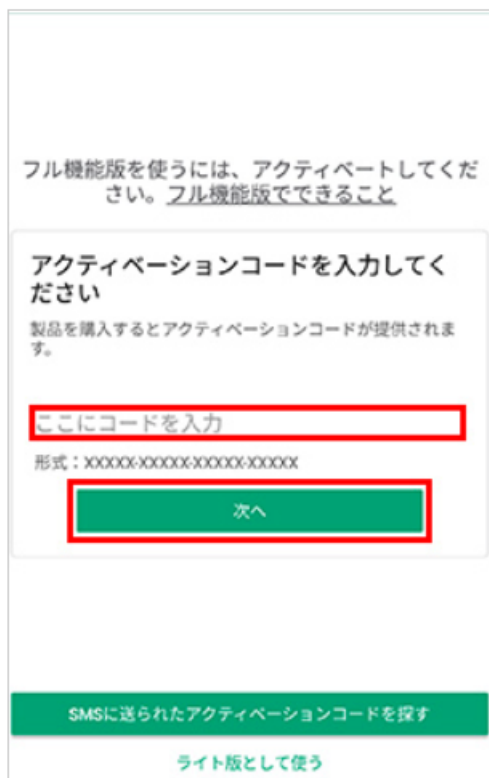 フル機能版を使うには、アクティベートしてくだ
さい。フル機能版でできること
アクティベーションコードを入力してく
ださい
製品を購入するとアクティベーションコードが提供されま
す。
ここにコードを入力
形式：XXXXX-XXXXX-XXXXX-XXXXX
次へ
SMSに送られたアクティベーションコードを探す
ライト版として使う